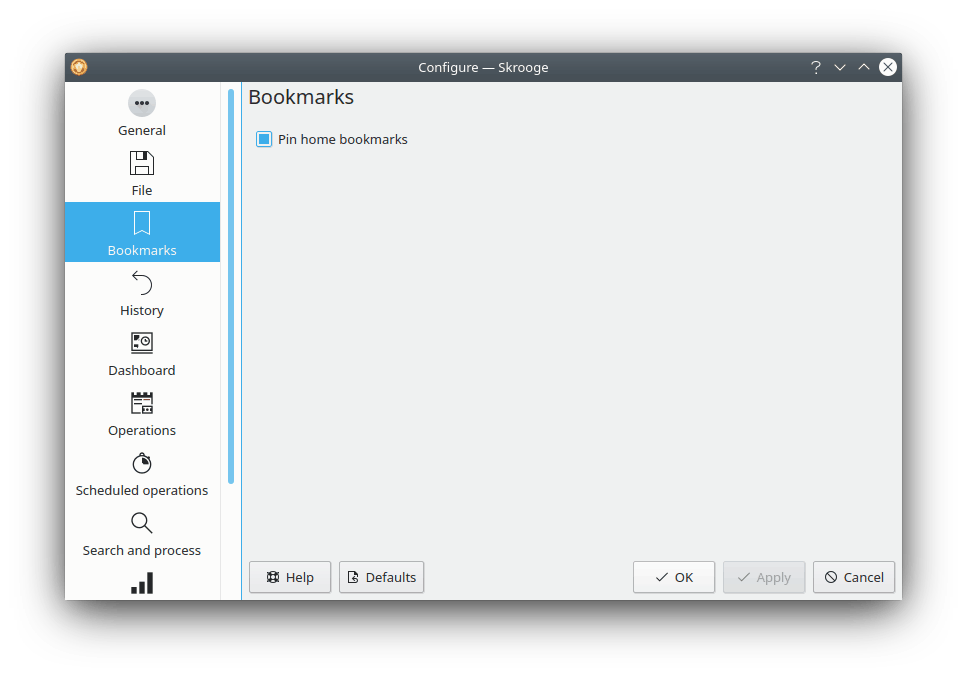 Configure — Skrooge
?
General
File
Bookmarks
History
Dashboard
Operations
Scheduled operations
Search and process
Bookmarks
Pin home bookmarks
Help
Defaults
OK
Apply
Cancel